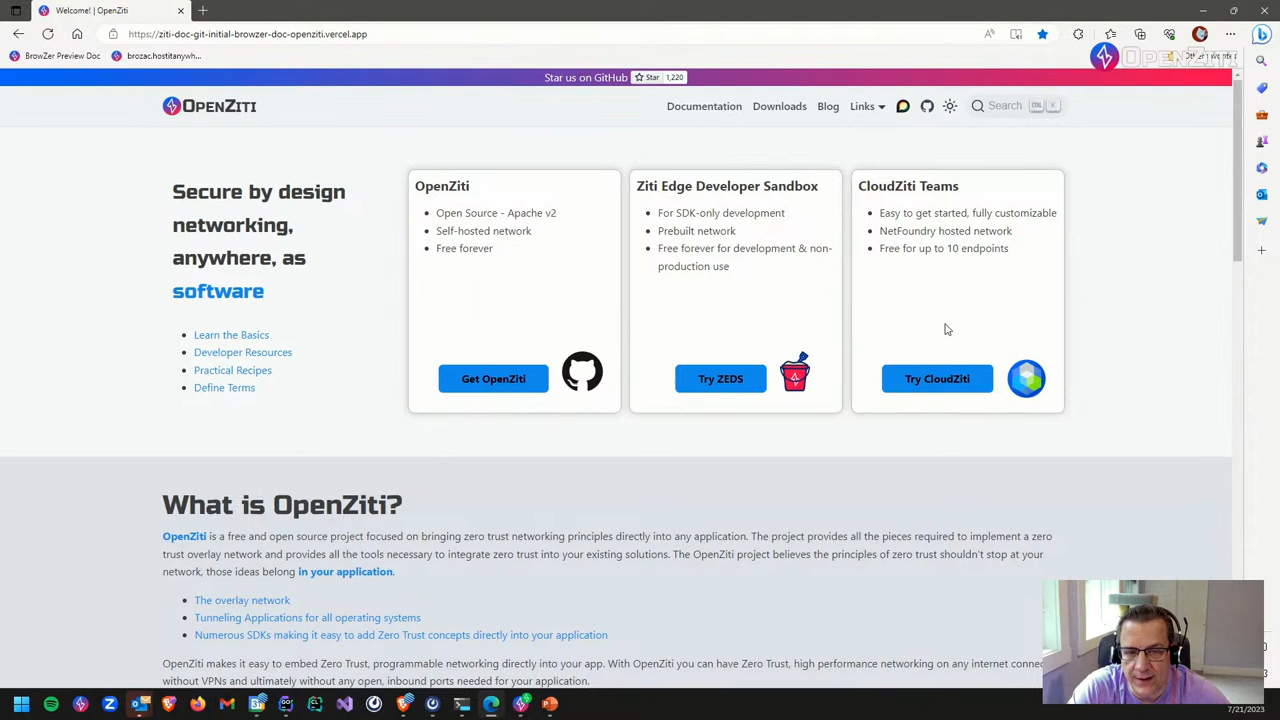 Welcome! | OpenZiti
https://ziti-doc-git-initial-browzer-doc-openziti.vercel.app
BrowZer Preview Doc
brozac.hostitanywh...
OPENZITI
Star us on GitHub
Star
1,220
OPENZITI
Documentation
Downloads
Blog
Links
Search
CTRL
K
Secure by design
networking,
anywhere, as
software
Learn the Basics
Developer Resources
Practical Recipes
Define Terms
OpenZiti
Open Source - Apache v2
Self-hosted network
Free forever
Get OpenZiti
Ziti Edge Developer Sandbox
For SDK-only development
Prebuilt network
Free forever for development & non-
production use
Try ZEDS
CloudZiti Teams
Easy to get started, fully customizable
NetFoundry hosted network
Free for up to 10 endpoints
Try CloudZiti
What is OpenZiti?
OpenZiti is a free and open source project focused on bringing zero trust networking principles directly into any application. The project provides all the pieces required to implement a zero
trust overlay network and provides all the tools necessary to integrate zero trust into your existing solutions. The OpenZiti project believes the principles of zero trust shouldn't stop at your
network, those ideas belong in your application.
The overlay network
Tunneling Applications for all operating systems
Numerous SDKs making it easy to add Zero Trust concepts directly into your application
OpenZiti makes it easy to embed Zero Trust, programmable networking directly into your app. With OpenZiti you can have Zero Trust, high performance networking on any internet
without VPNs and ultimately without any open, inbound ports needed for your application.
7/21/2023